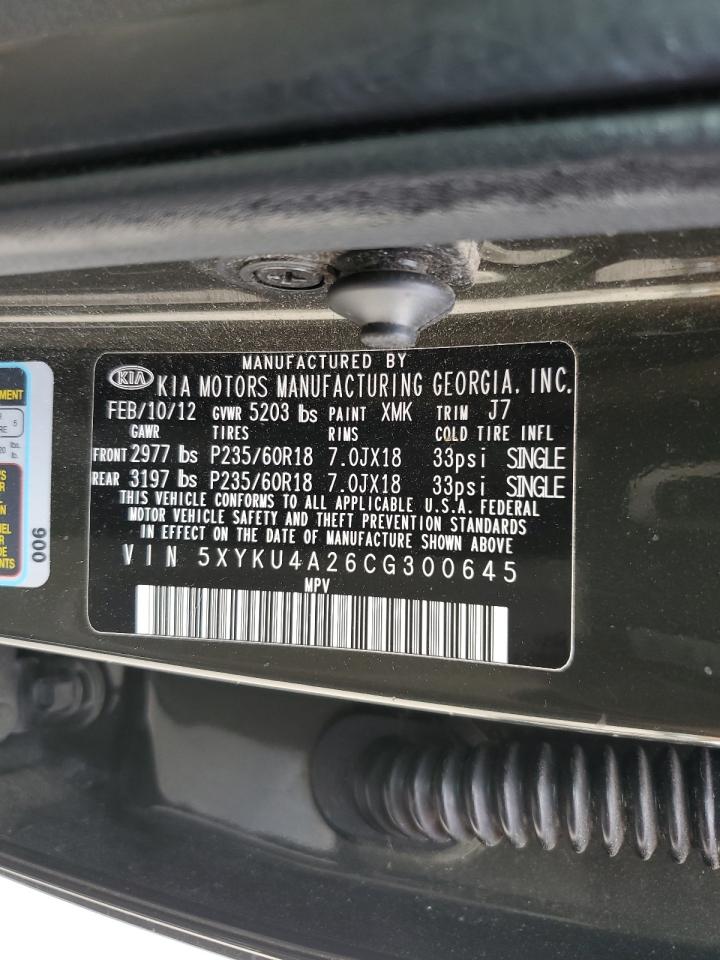 MANUFACTURED BY
KIA KIA MOTORS MANUFACTURING GEORGIA, INC.
FEB/10/12 GVWR 5203 lbs PAINT XMK TRIM J7
GAWR TIRES RIMS COLD TIRE INFL
FRONT 2977 lbs P235/60R18 7.0JX18 33psi SINGLE
REAR 3197 lbs P235/60R18 7.0JX18 33psi SINGLE
THIS VEHICLE CONFORMS TO ALL APPLICABLE U.S.A. FEDERAL
MOTOR VEHICLE SAFETY AND THEFT PREVENTION STANDARDS
IN EFFECT ON THE DATE OF MANUFACTURE SHOWN ABOVE
VIN 5XYKU4A26CG300645
MPV
5
lbs.
006